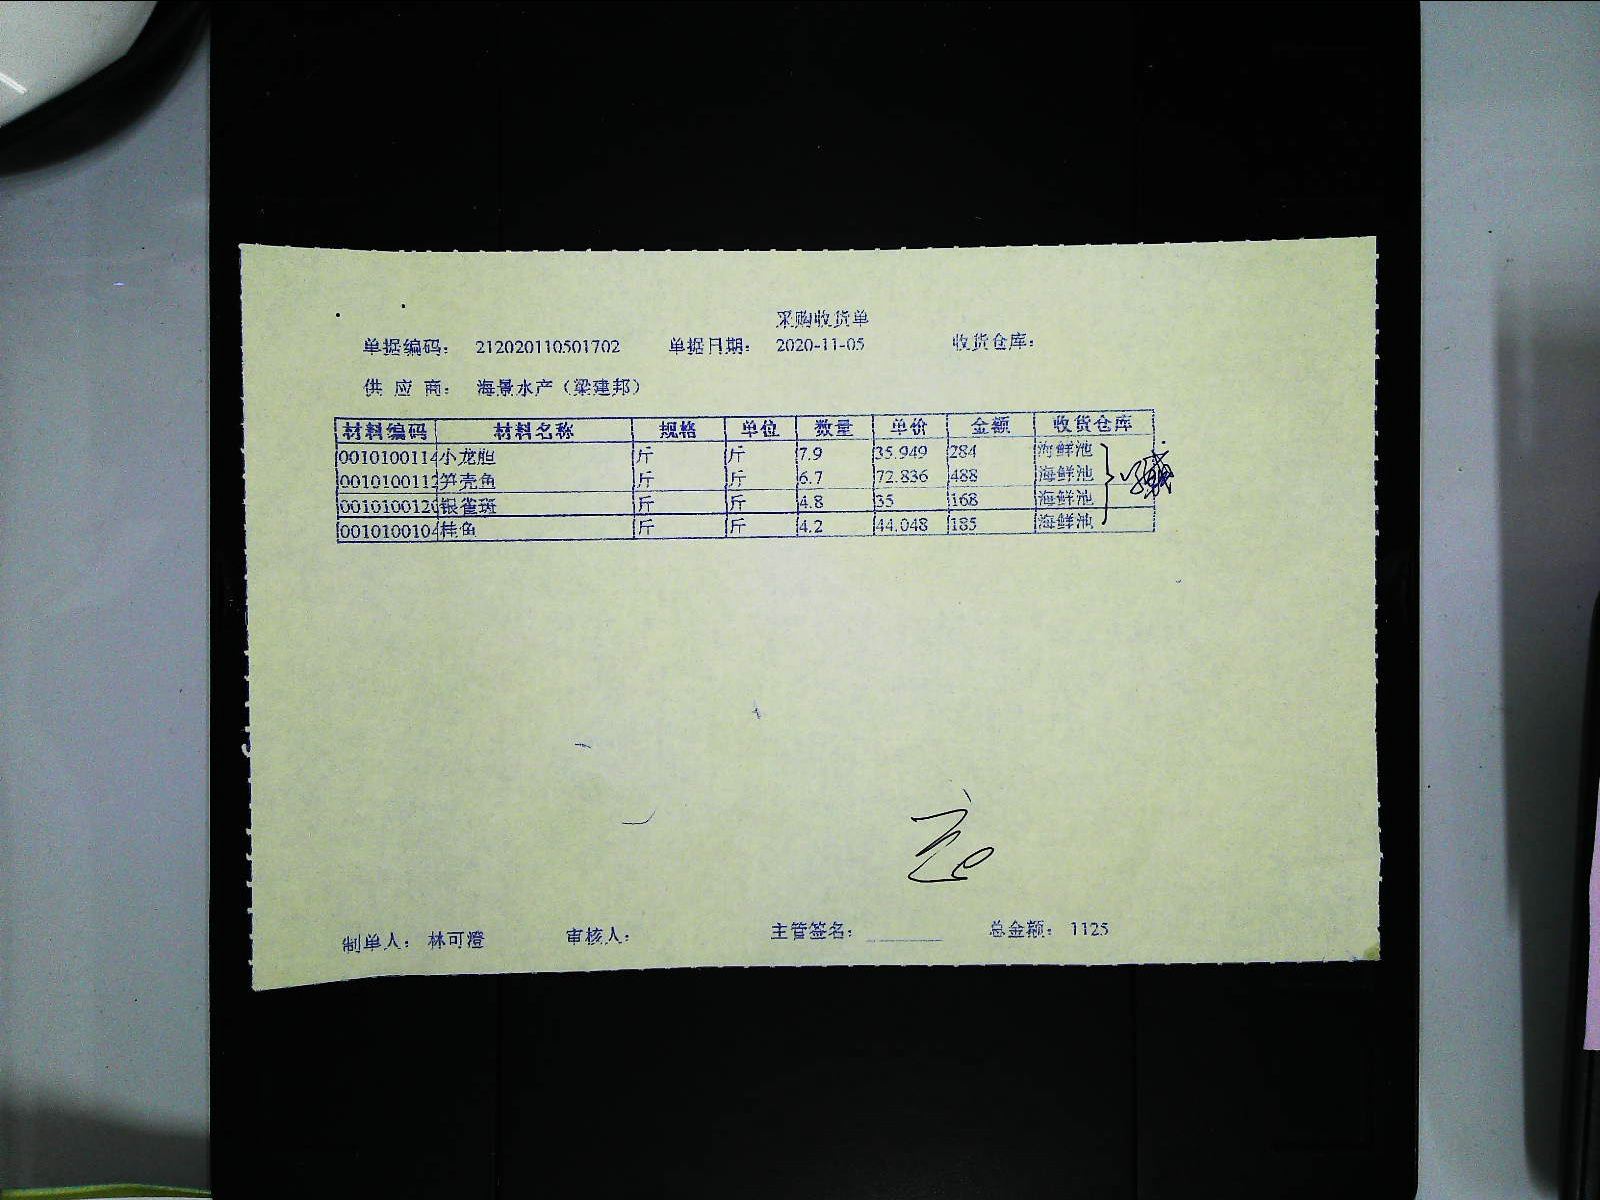 采购收货单
单据编码： 212020110501702 单据日期： 2020-11-05 收货仓库：
供 应 商： 海景水产（梁建邦）
材料编码 材料名称 规格 单位 数量 单价 金额 收货仓库
0010100114 小龙胆 斤 斤 7.9 35.949 284 海鲜池
001010011 笋壳鱼 斤 斤 6.7 72.836 488 海鲜池
001010012 银雀斑 斤 斤 4.8 35 168 海鲜池
0010100104 桂鱼 斤 斤 4.2 44.048 185 海鲜池
制单人： 林可澄 审核人： 主管签名： 总金额： 1125